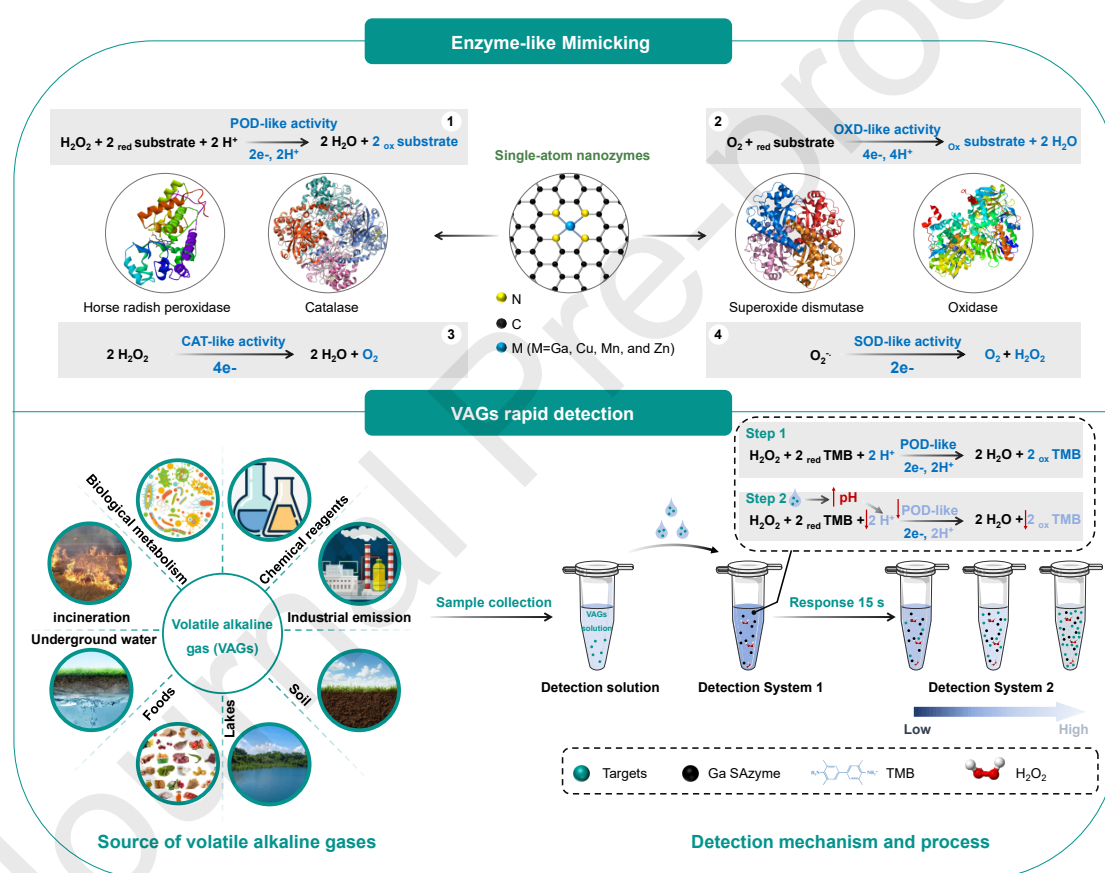 Enzyme-like Mimicking
1
POD-like activity
H₂O₂ + 2 red substrate + 2 H⁺ 2 H₂O + 2 ox substrate
2e-, 2H⁺
2
OXD-like activity
O₂ + red substrate Ox substrate + 2 H₂O
4e-, 4H⁺
Single-atom nanozymes
Horse radish peroxidase
Catalase
Superoxide dismutase
Oxidase
N
C
M (M=Ga, Cu, Mn, and Zn)
3
CAT-like activity
2 H₂O₂ 2 H₂O + O₂
4e-
4
SOD-like activity
O₂⁻· O₂ + H₂O₂
2e-
VAGs rapid detection
Biological metabolism
Chemical reagents
incineration
Industrial emission
Underground water
Volatile alkaline
gas (VAGs)
Foods
Lakes
Soil
Source of volatile alkaline gases
Step 1
H₂O₂ + 2 red TMB + 2 H⁺ POD-like 2 H₂O + 2 ox TMB
2e-, 2H⁺
Step 2 pH
H₂O₂ + 2 red TMB + 2 H⁺ POD-like 2 H₂O + 2 ox TMB
2e-, 2H⁺
Sample collection
VAGs
solution
Response 15 s
Detection solution
Detection System 1
Detection System 2
Low
High
Targets
Ga SAzyme
TMB
H₂O₂
Detection mechanism and process
Journal Pre-proo